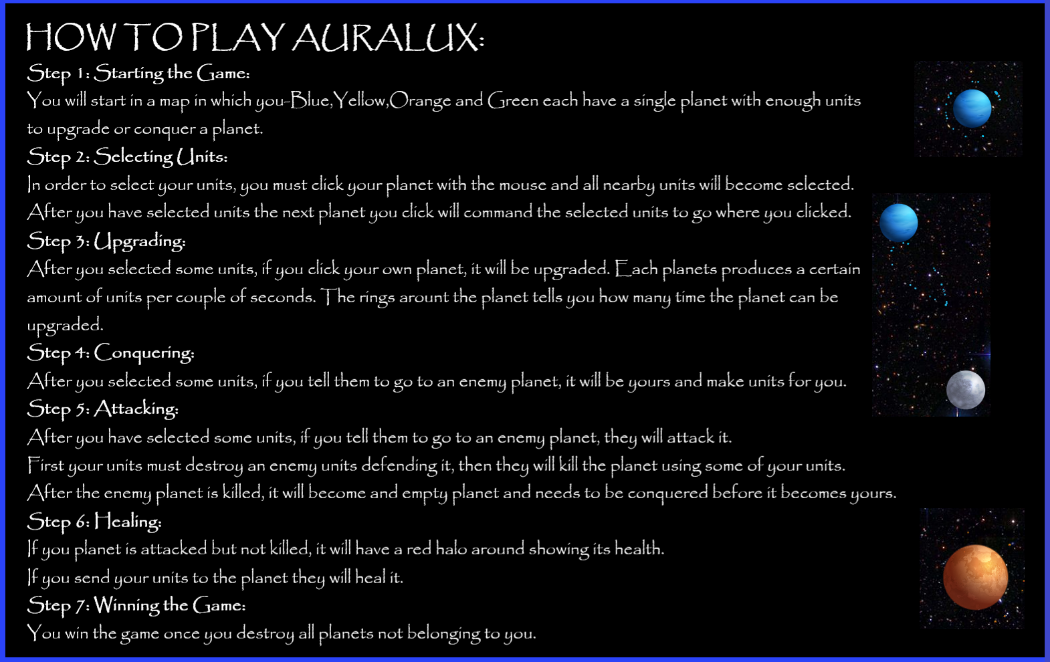 HOW TO PLAY AURALUX:
Step 1: Starting the Game:
You will start in a map in which you-Blue,Yellow,Orange and Green each have a single planet with enough units
to upgrade or conquer a planet.
Step 2: Selecting Units:
In order to select your units, you must click your planet with the mouse and all nearby units will become selected.
After you have selected units the next planet you click will command the selected units to go where you clicked.
Step 3: Upgrading:
After you selected some units, if you click your own planet, it will be upgraded. Each planets produces a certain
amount of units per couple of seconds. The rings arount the planet tells you how many time the planet can be
upgraded.
Step 4: Conquering:
After you selected some units, if you tell them to go to an enemy planet, it will be yours and make units for you.
Step 5: Attacking:
After you have selected some units, if you tell them to go to an enemy planet, they will attack it.
First your units must destroy an enemy units defending it, then they will kill the planet using some of your units.
After the enemy planet is killed, it will become and empty planet and needs to be conquered before it becomes yours.
Step 6: Healing:
If you planet is attacked but not killed, it will have a red halo around showing its health.
If you send your units to the planet they will heal it.
Step 7: Winning the Game:
You win the game once you destroy all planets not belonging to you.